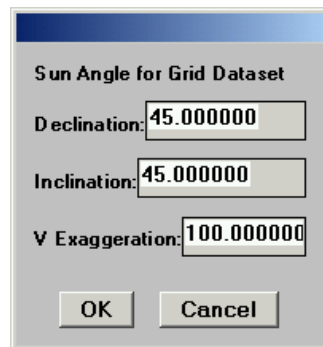 Sun Angle for Grid Dataset
Declination: 45.000000
Inclination: 45.000000
V Exaggeration: 100.000000
OK Cancel